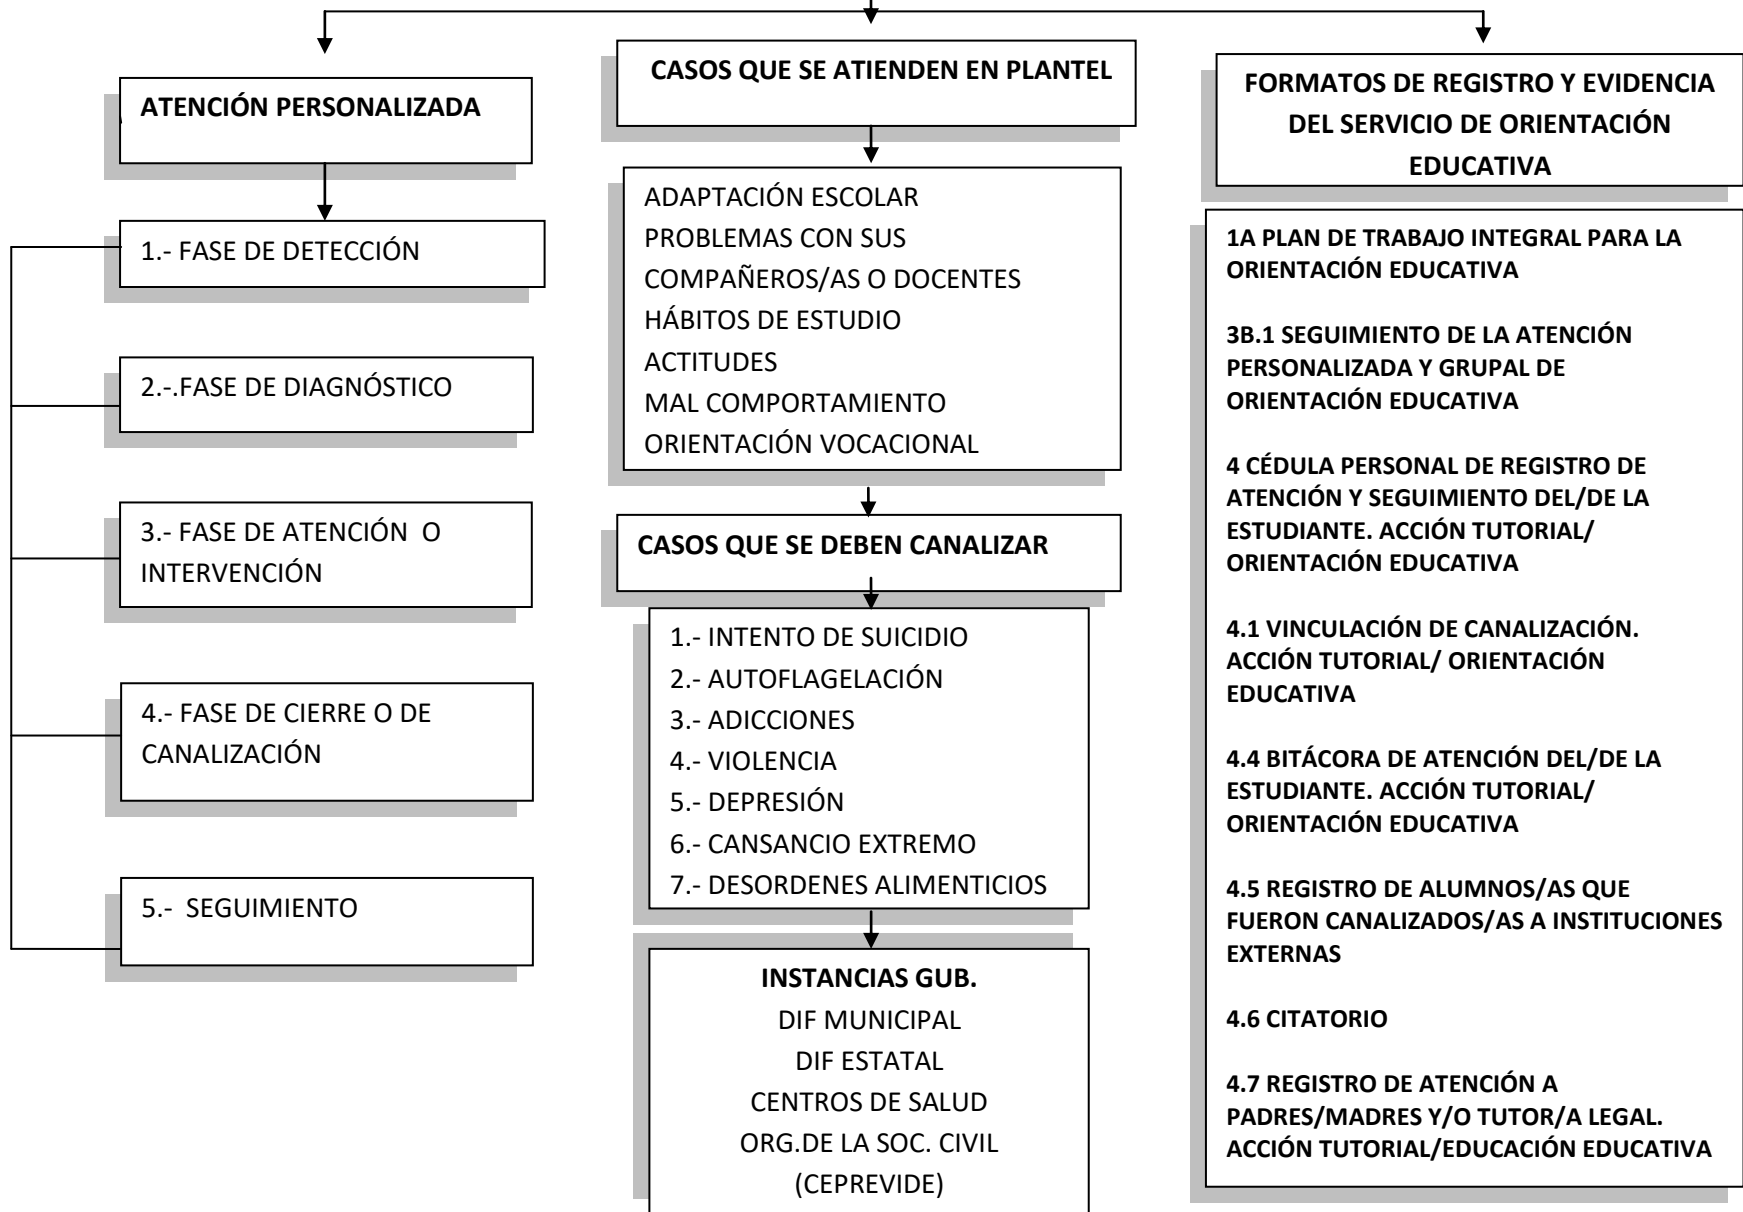 ATENCIÓN PERSONALIZADA
1.- FASE DE DETECCIÓN
2.-.FASE DE DIAGNÓSTICO
3.- FASE DE ATENCIÓN O
INTERVENCIÓN
4.- FASE DE CIERRE O DE
CANALIZACIÓN
5.- SEGUIMIENTO
CASOS QUE SE ATIENDEN EN PLANTEL
ADAPTACIÓN ESCOLAR
PROBLEMAS CON SUS
COMPAÑEROS/AS O DOCENTES
HÁBITOS DE ESTUDIO
ACTITUDES
MAL COMPORTAMIENTO
ORIENTACIÓN VOCACIONAL
CASOS QUE SE DEBEN CANALIZAR
1.- INTENTO DE SUICIDIO
2.- AUTOFLAGELACIÓN
3.- ADICCIONES
4.- VIOLENCIA
5.- DEPRESIÓN
6.- CANSANCIO EXTREMO
7.- DESORDENES ALIMENTICIOS
INSTANCIAS GUB.
DIF MUNICIPAL
DIF ESTATAL
CENTROS DE SALUD
ORG.DE LA SOC. CIVIL
(CEPREVIDE)
FORMATOS DE REGISTRO Y EVIDENCIA
DEL SERVICIO DE ORIENTACIÓN
EDUCATIVA
1A PLAN DE TRABAJO INTEGRAL PARA LA
ORIENTACIÓN EDUCATIVA
3B.1 SEGUIMIENTO DE LA ATENCIÓN
PERSONALIZADA Y GRUPAL DE
ORIENTACIÓN EDUCATIVA
4 CÉDULA PERSONAL DE REGISTRO DE
ATENCIÓN Y SEGUIMIENTO DEL/DE LA
ESTUDIANTE. ACCIÓN TUTORIAL/
ORIENTACIÓN EDUCATIVA
4.1 VINCULACIÓN DE CANALIZACIÓN.
ACCIÓN TUTORIAL/ ORIENTACIÓN
EDUCATIVA
4.4 BITÁCORA DE ATENCIÓN DEL/DE LA
ESTUDIANTE. ACCIÓN TUTORIAL/
ORIENTACIÓN EDUCATIVA
4.5 REGISTRO DE ALUMNOS/AS QUE
FUERON CANALIZADOS/AS A INSTITUCIONES
EXTERNAS
4.6 CITATORIO
4.7 REGISTRO DE ATENCIÓN A
PADRES/MADRES Y/O TUTOR/A LEGAL.
ACCIÓN TUTORIAL/EDUCACIÓN EDUCATIVA